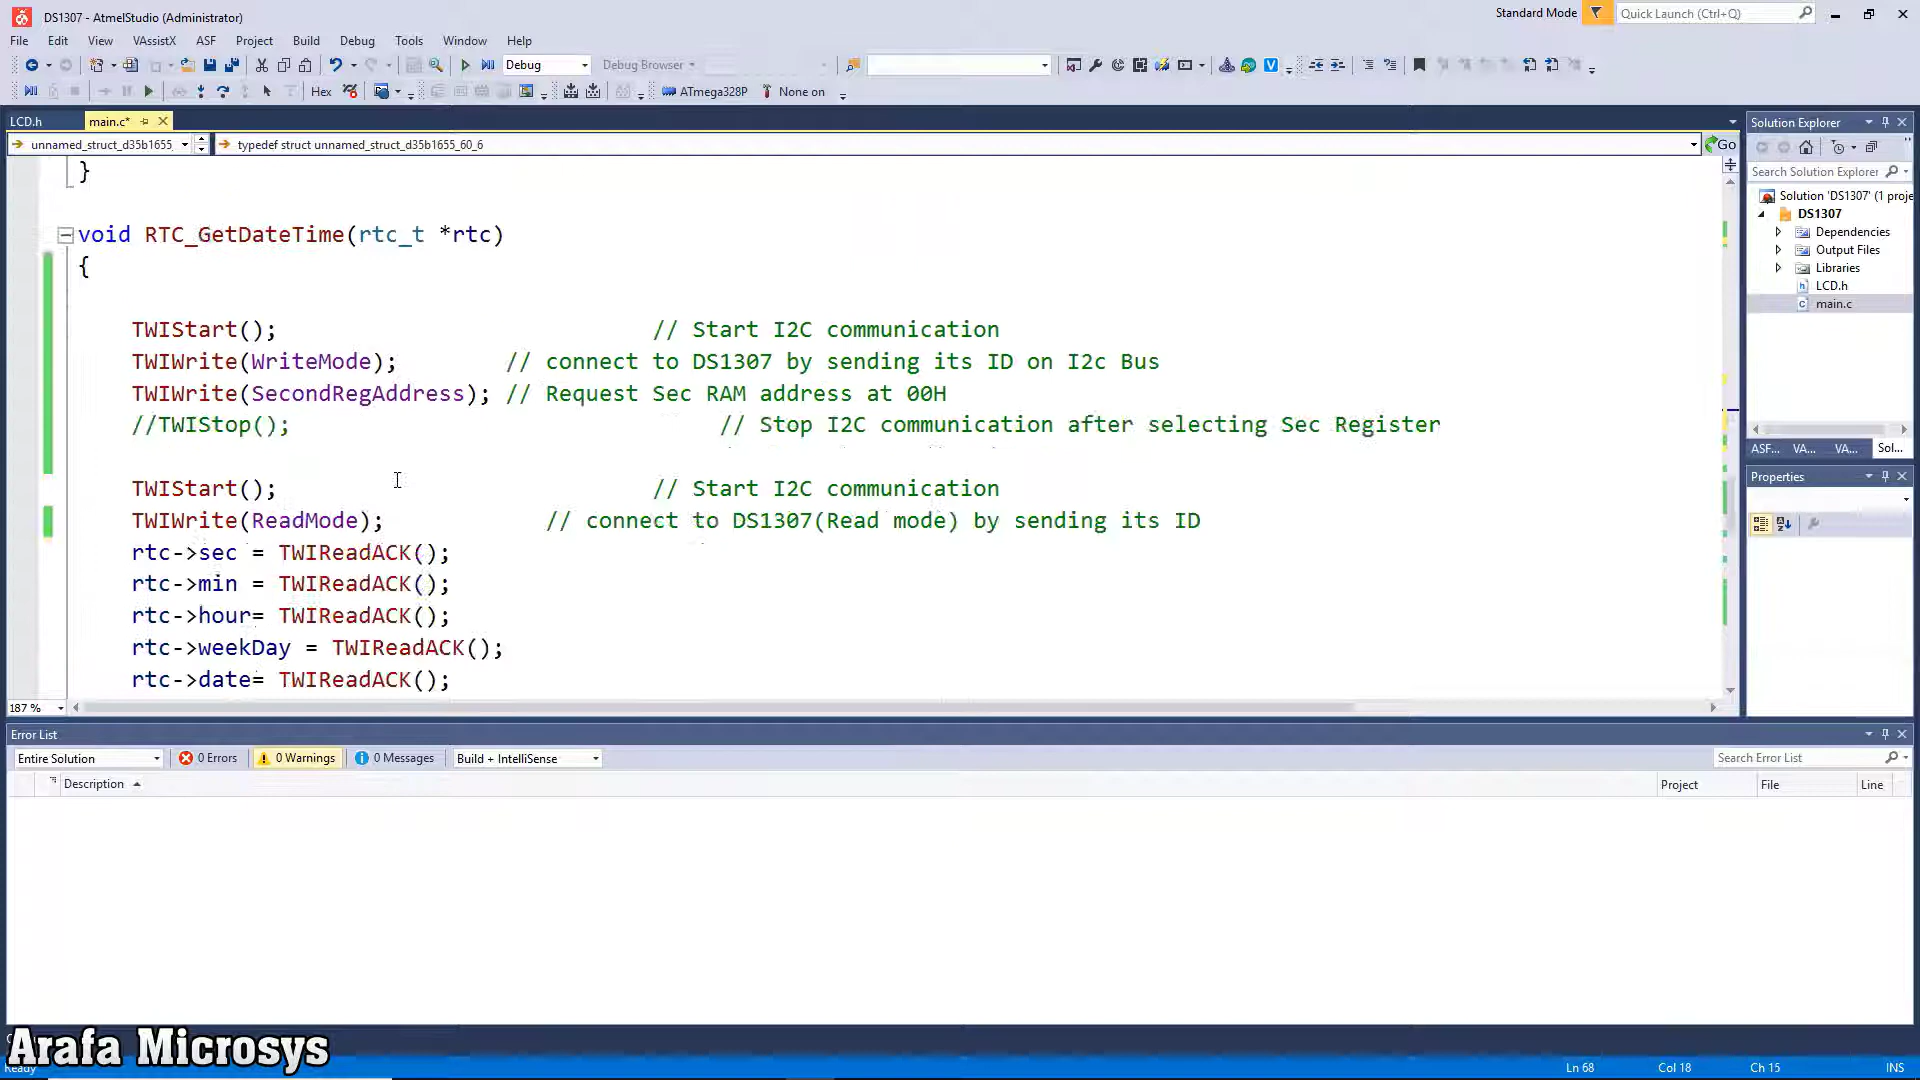 DS1307 - AtmelStudio (Administrator)
Standard Mode
Quick Launch (Ctrl+Q)
File Edit View VAssistX ASF Project Build Debug Tools Window Help
Debug
Debug Browser
Hex
ATmega328P
None on
LCD.h
main.c*
unnamed_struct_d35b1655_
typedef struct unnamed_struct_d35b1655_60_6
Go
}
void RTC_GetDateTime(rtc_t *rtc)
{
TWIStart(); // Start I2C communication
TWIWrite(WriteMode); // connect to DS1307 by sending its ID on I2c Bus
TWIWrite(SecondRegAddress); // Request Sec RAM address at 00H
//TWIStop(); // Stop I2C communication after selecting Sec Register
TWIStart(); // Start I2C communication
TWIWrite(ReadMode); // connect to DS1307(Read mode) by sending its ID
rtc->sec = TWIReadACK();
rtc->min = TWIReadACK();
rtc->hour= TWIReadACK();
rtc->weekDay = TWIReadACK();
rtc->date= TWIReadACK();
187 %
Solution Explorer
Search Solution Explorer
Solution 'DS1307' (1 proje
DS1307
Dependencies
Output Files
Libraries
LCD.h
main.c
ASF... VA... VA... Sol...
Properties
Error List
Entire Solution
0 Errors
0 Warnings
0 Messages
Build + IntelliSense
Search Error List
Description
Project
File
Line
Arafa Microsys
Ready
Ln 68
Col 18
Ch 15
INS